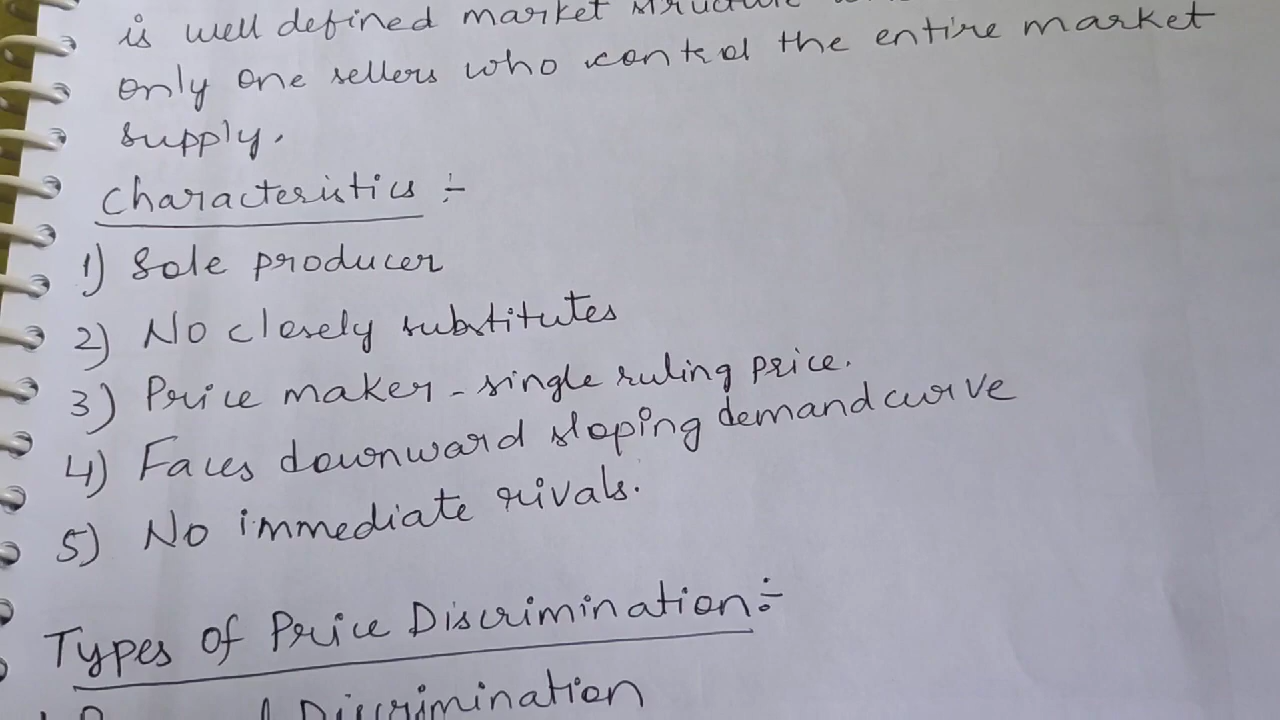 is well defined market structure
only one sellers who control the entire market
supply.
Characteristics :-
1) Sole producer
2) No closely substitutes
3) Price maker - single ruling price.
4) Faces downward sloping demand curve
5) No immediate rivals.
Types of Price Discrimination :-
Discrimination